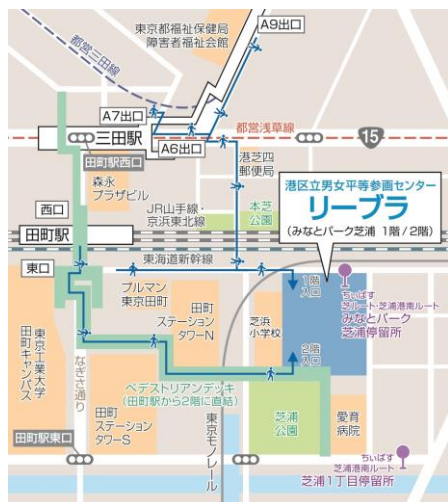 東京都福祉保健局
障害者福祉会館
A9出口
都営三田線
A7出口
三田駅
都営浅草線
15
A6出口
田町駅西口
港芝四
郵便局
森永
プラザビル
港区立男女平等参画センター
リーブラ
(みなとパーク芝浦 1階/2階)
西口
JR山手線・
京浜東北線
本芝
公園
田町駅
東海道新幹線
東口
プルマン
東京田町
1階
入口
ちぃばす
芝ルート・芝浦港南ルート
みなとパーク
芝浦停留所
田町
ステーション
タワーN
芝浜
小学校
東京工業大学
田町キャンパス
なぎさ通り
2階
入口
ペデストリアンデッキ
(田町駅から2階に直結)
田町
ステーション
タワーS
東京モノレール
芝浦
公園
愛育
病院
田町駅東口
ちぃばす
芝浦港南ルート
芝浦1丁目停留所